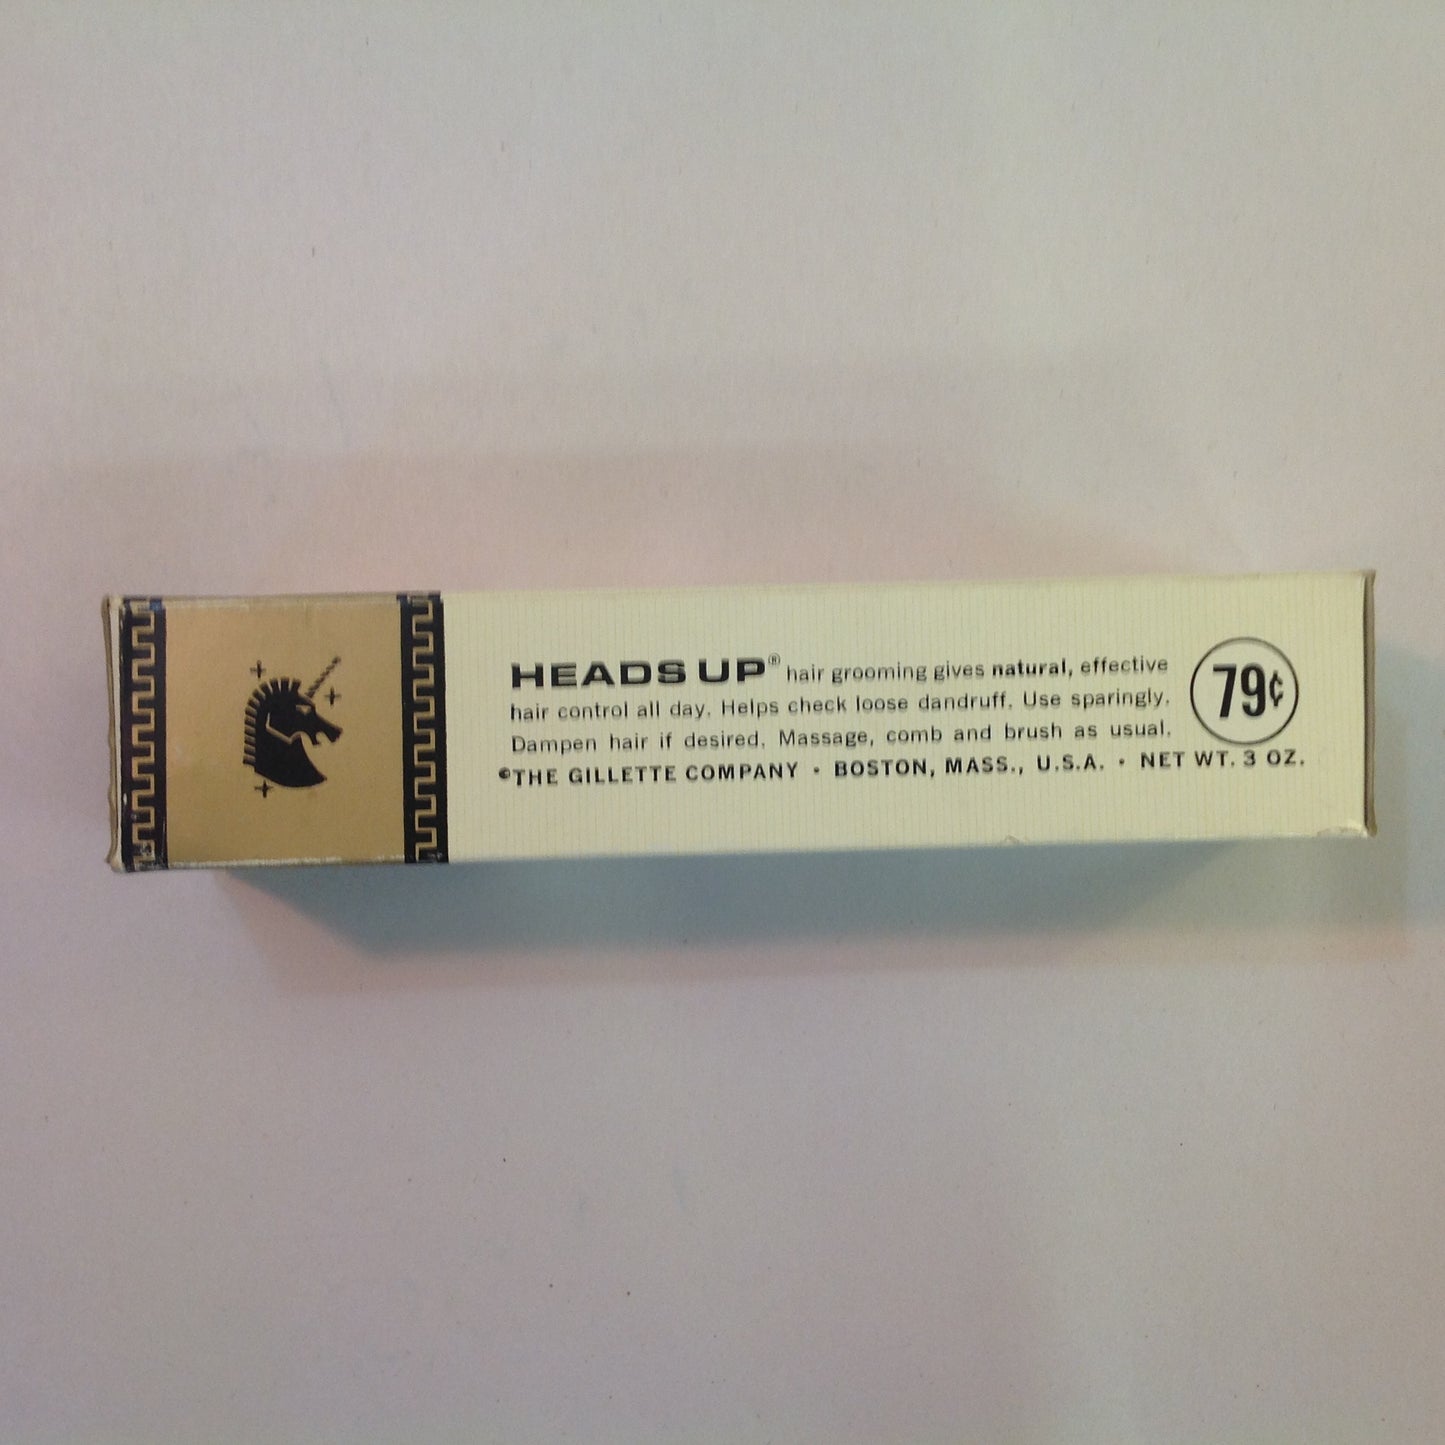 HEADS UP® hair grooming gives natural, effective
hair control all day. Helps check loose dandruff. Use sparingly.
Dampen hair if desired. Massage, comb and brush as usual.
©THE GILLETTE COMPANY • BOSTON, MASS., U.S.A. • NET WT. 3 OZ.
79¢